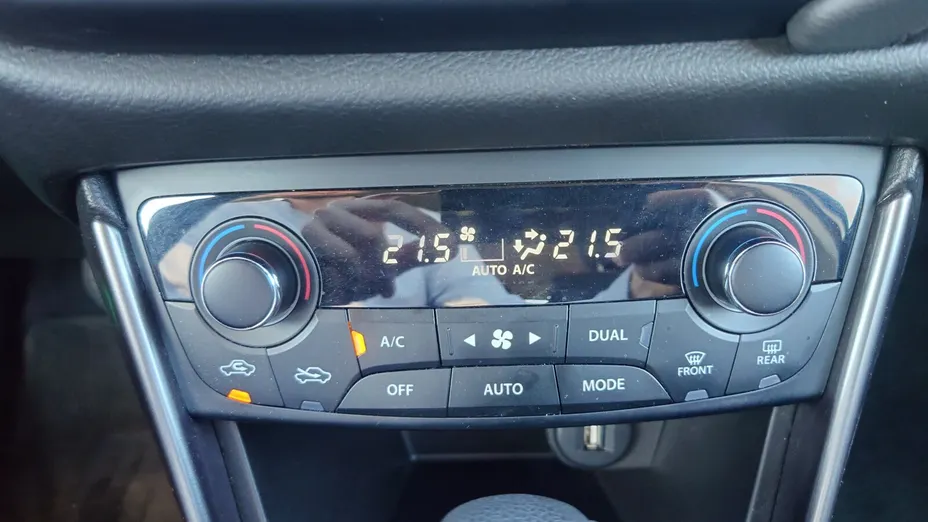 21.5 21.5
AUTO A/C
A/C DUAL FRONT REAR
OFF AUTO MODE